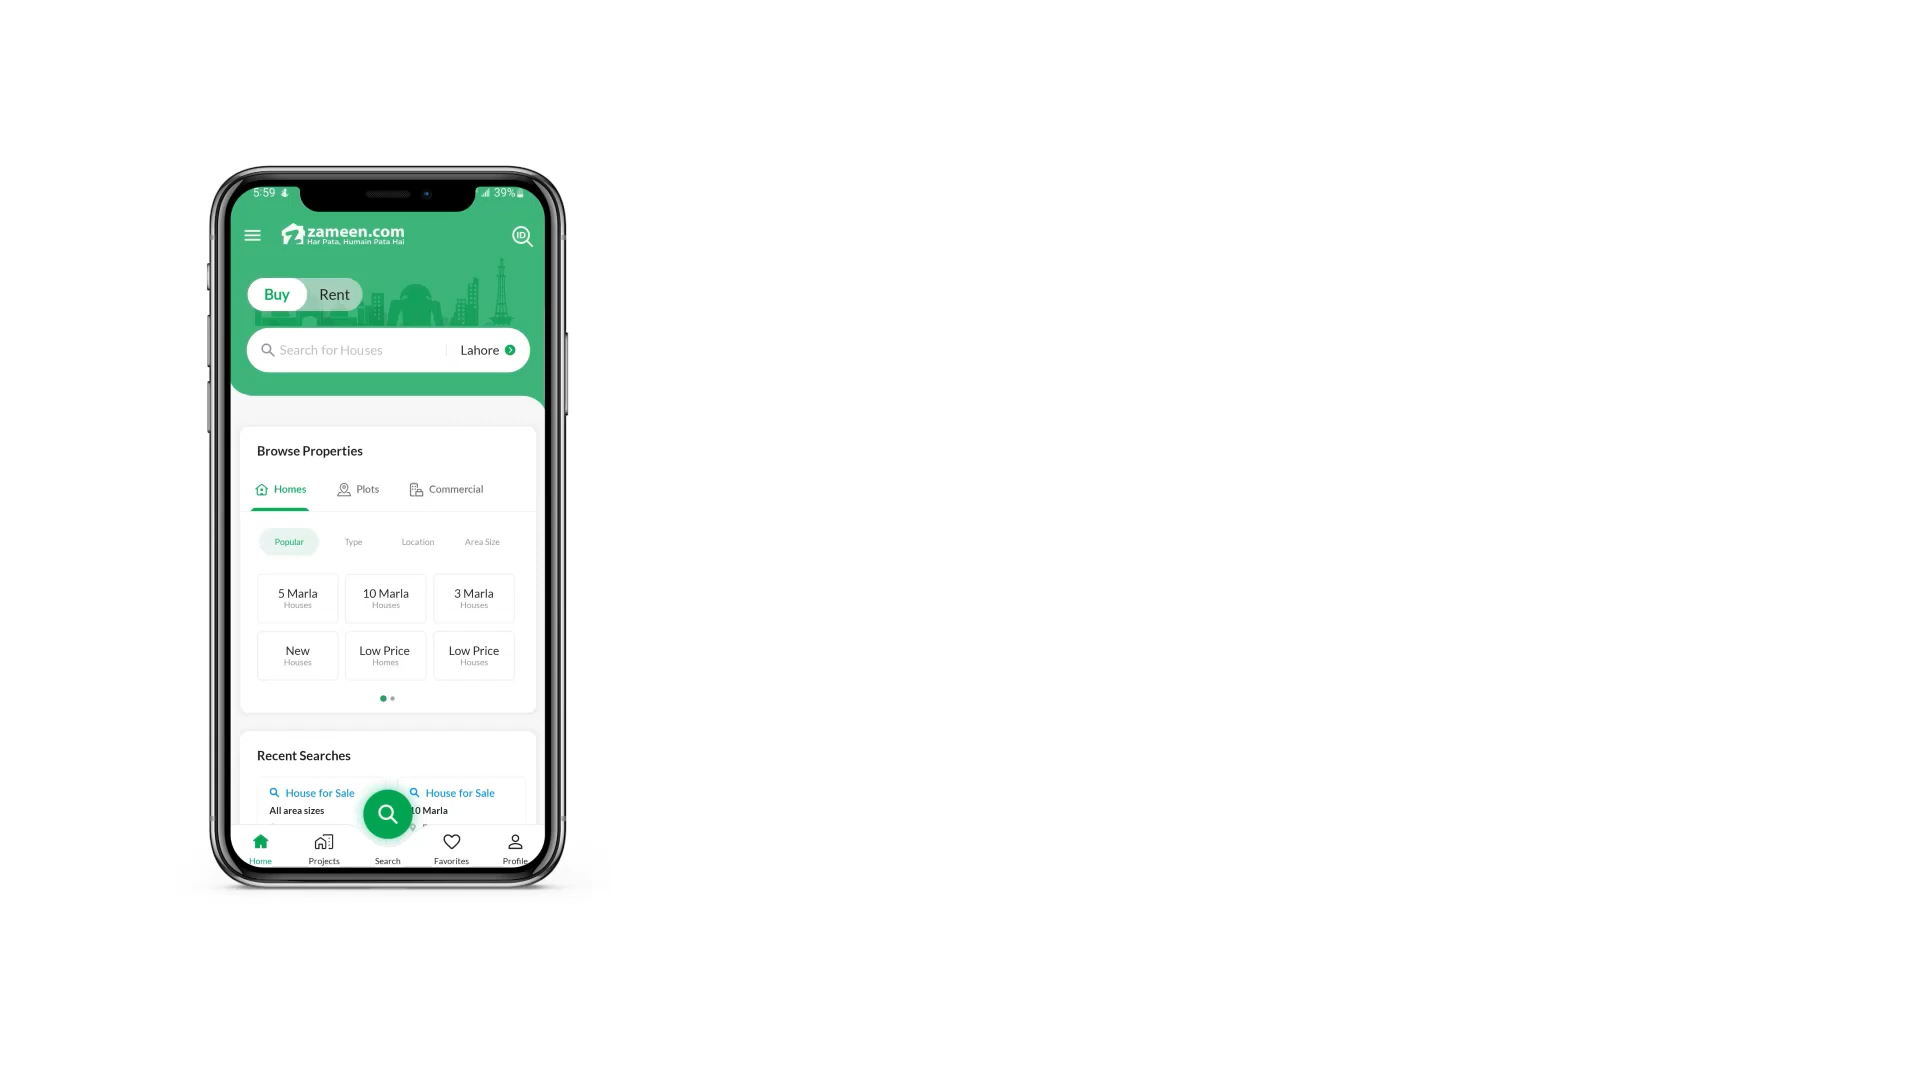 5:59 39%
zameen.com
Har Pata, Humain Pata Hai
ID
Buy Rent
Search for Houses Lahore
Browse Properties
Homes Plots Commercial
Popular Type Location Area Size
5 Marla 10 Marla 3 Marla
Houses Houses Houses
New Low Price Low Price
Houses Homes Houses
Recent Searches
House for Sale House for Sale
All area sizes 10 Marla
Home Projects Search Favorites Profile